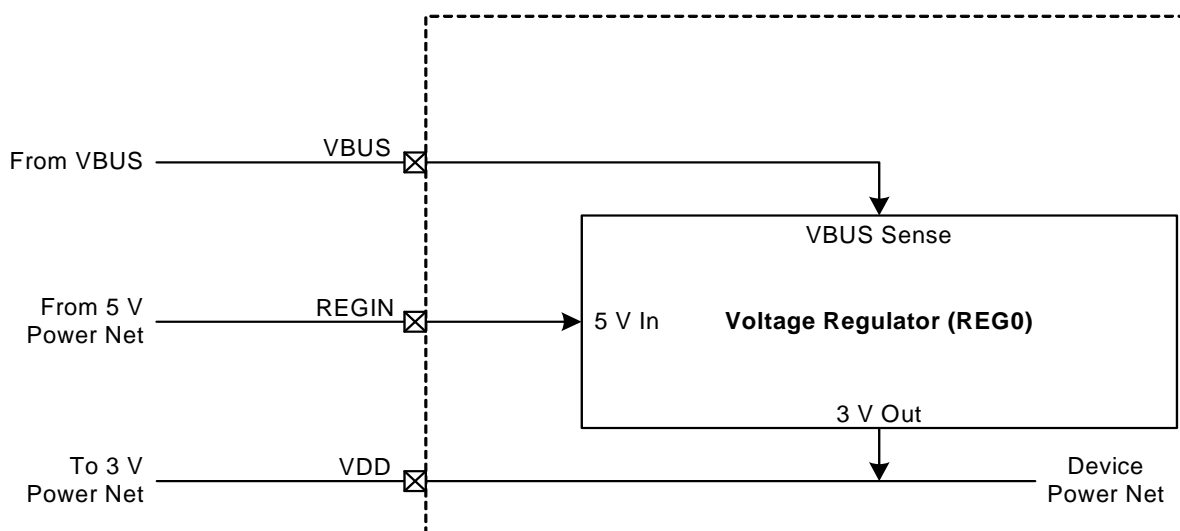 From VBUS
VBUS
VBUS Sense
From 5 V
Power Net
REGIN
5 V In
Voltage Regulator (REG0)
3 V Out
To 3 V
Power Net
VDD
Device
Power Net